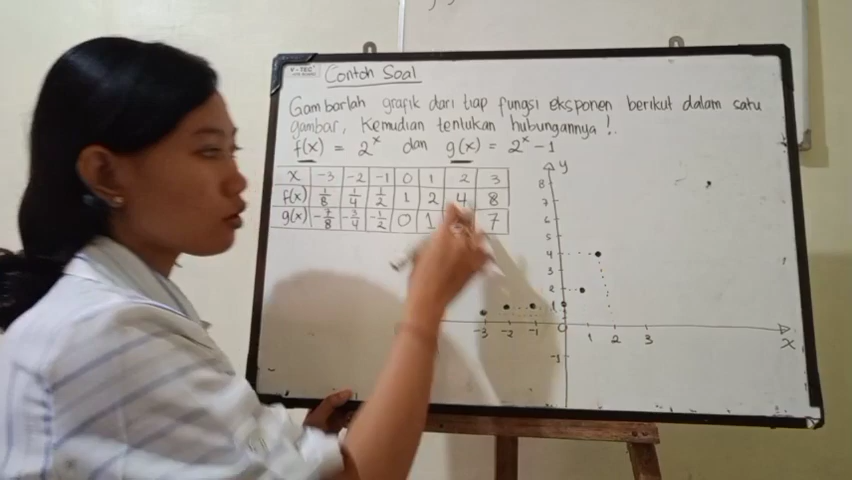 V-TEC
Contoh Soal
Gambarlah grafik dari tiap fungsi eksponen berikut dalam satu
gambar, Kemudian tentukan hubungannya !.
f(x) = 2ˣ dan g(x) = 2ˣ - 1
x -3 -2 -1 0 1 2 3
f(x) 1/8 1/4 1/2 1 2 4 8
g(x) -7/8 -3/4 -1/2 0 1 7
y
8
7
6
5
4
3
2
1
-3 -2 -1 0 1 2 3
x
-1